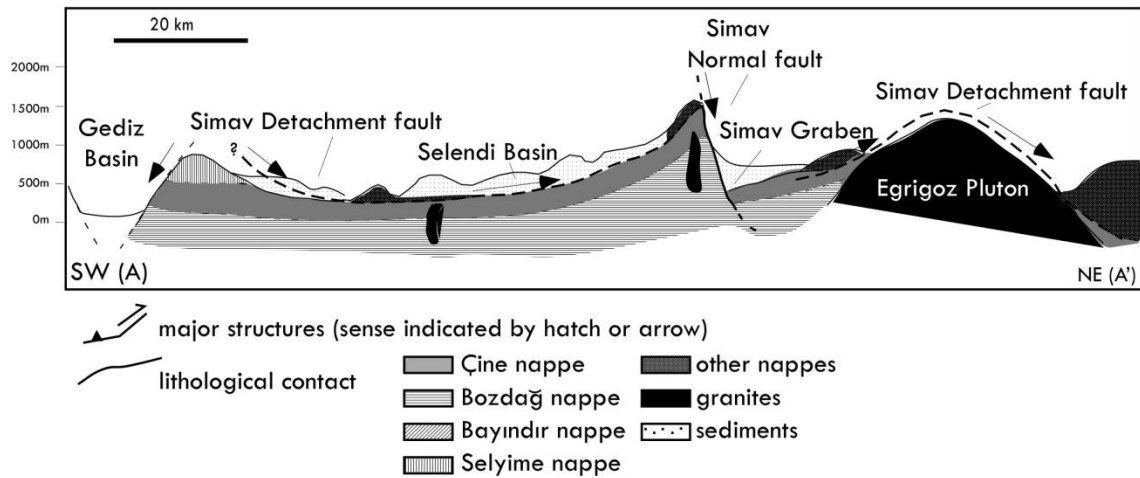 20 km
Simav
Normal fault
2000m
1500m
1000m
500m
0m
Gediz
Basin
Simav Detachment fault
?
Selendi Basin
Simav Graben
Simav Detachment fault
Egrigoz Pluton
SW (A)
NE (A')
major structures (sense indicated by hatch or arrow)
lithological contact
Çine nappe
Bozdağ nappe
Bayındır nappe
Selyime nappe
other nappes
granites
sediments